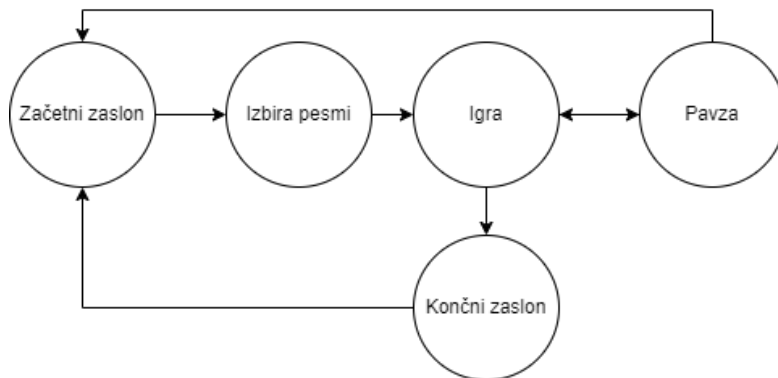 Začetni zaslon
Izbira pesmi
Igra
Pavza
Končni zaslon